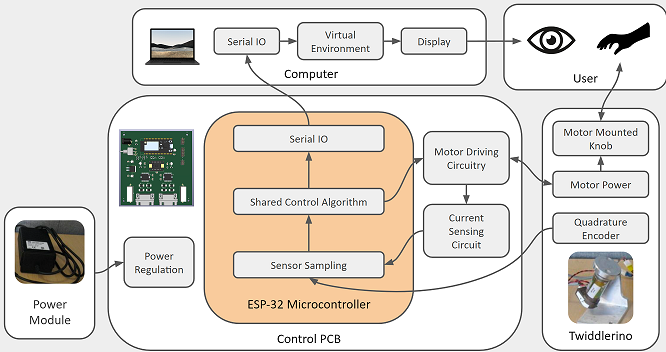 Serial IO
Virtual
Environment
Display
Computer
User
Serial IO
Motor Driving
Circuitry
Motor Mounted
Knob
Shared Control Algorithm
Motor Power
Current
Sensing
Circuit
Quadrature
Encoder
Power
Regulation
Sensor Sampling
ESP-32 Microcontroller
Power
Module
Control PCB
Twiddlerino